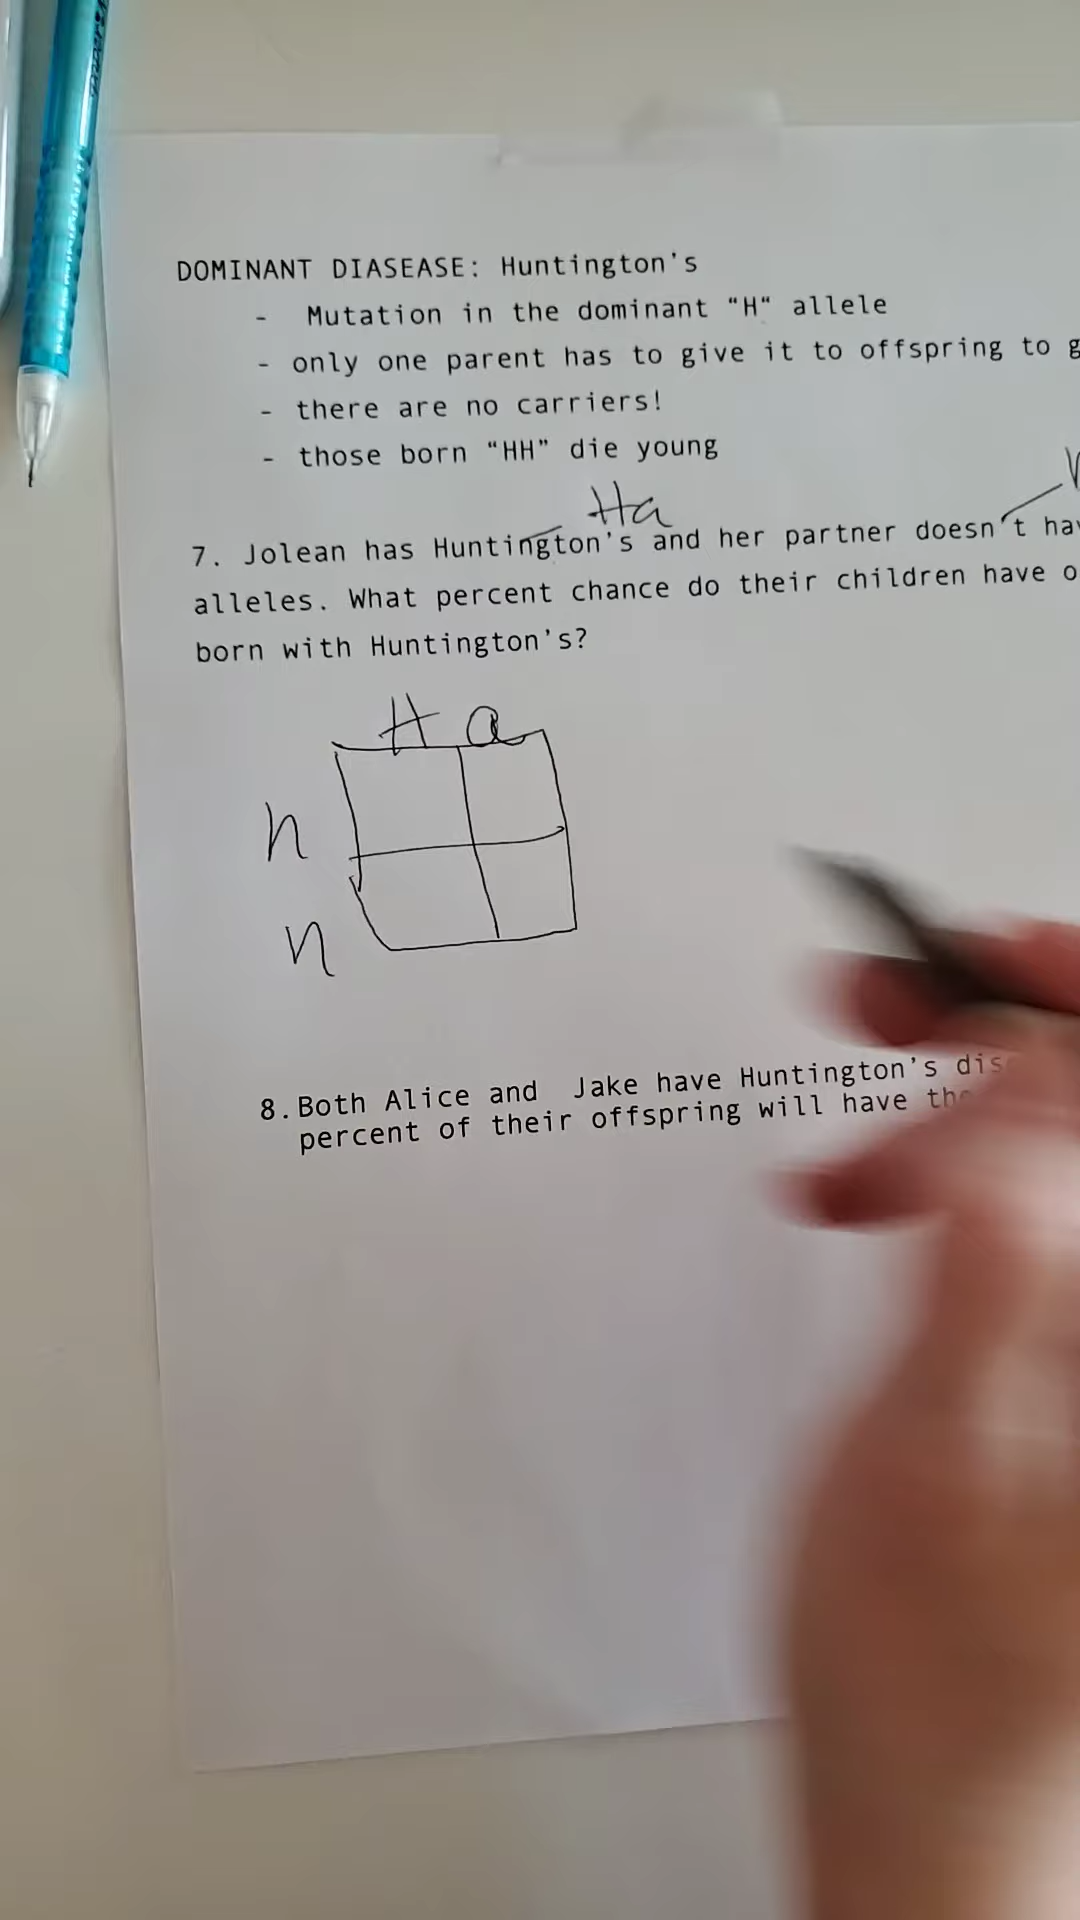 DOMINANT DIASEASE: Huntington's
- Mutation in the dominant "H" allele
- only one parent has to give it to offspring to g
- there are no carriers!
- those born "HH" die young
Ha
7. Jolean has Huntington's and her partner doesn't hav
alleles. What percent chance do their children have o
born with Huntington's?
H a
h
n
8. Both Alice and Jake have Huntington's dis
percent of their offspring will have the